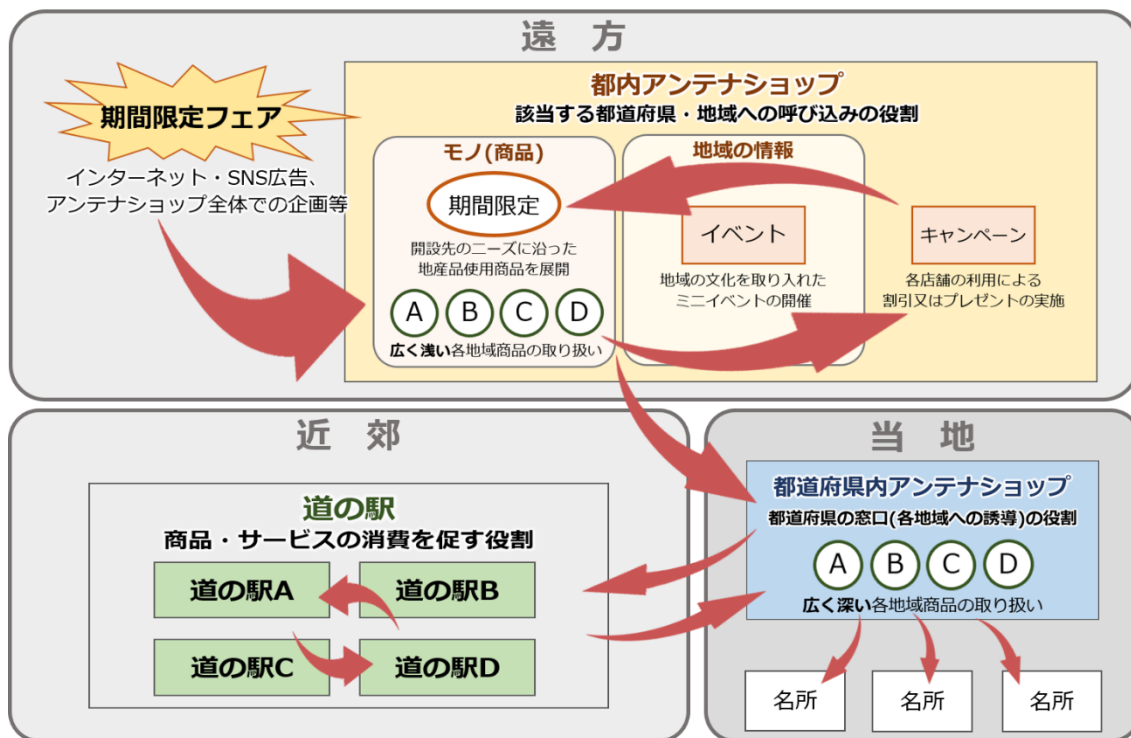 遠 方
期間限定フェア
インターネット・SNS広告、
アンテナショップ全体での企画等
都内アンテナショップ
該当する都道府県・地域への呼び込みの役割
モノ(商品)
期間限定
開設先のニーズに沿った
地産品使用商品を展開
A B C D
広く浅い各地域商品の取り扱い
地域の情報
イベント
地域の文化を取り入れた
ミニイベントの開催
キャンペーン
各店舗の利用による
割引又はプレゼントの実施
近 郊
道の駅
商品・サービスの消費を促す役割
道の駅A
道の駅B
道の駅C
道の駅D
当 地
都道府県内アンテナショップ
都道府県の窓口(各地域への誘導)の役割
A B C D
広く深い各地域商品の取り扱い
名所
名所
名所